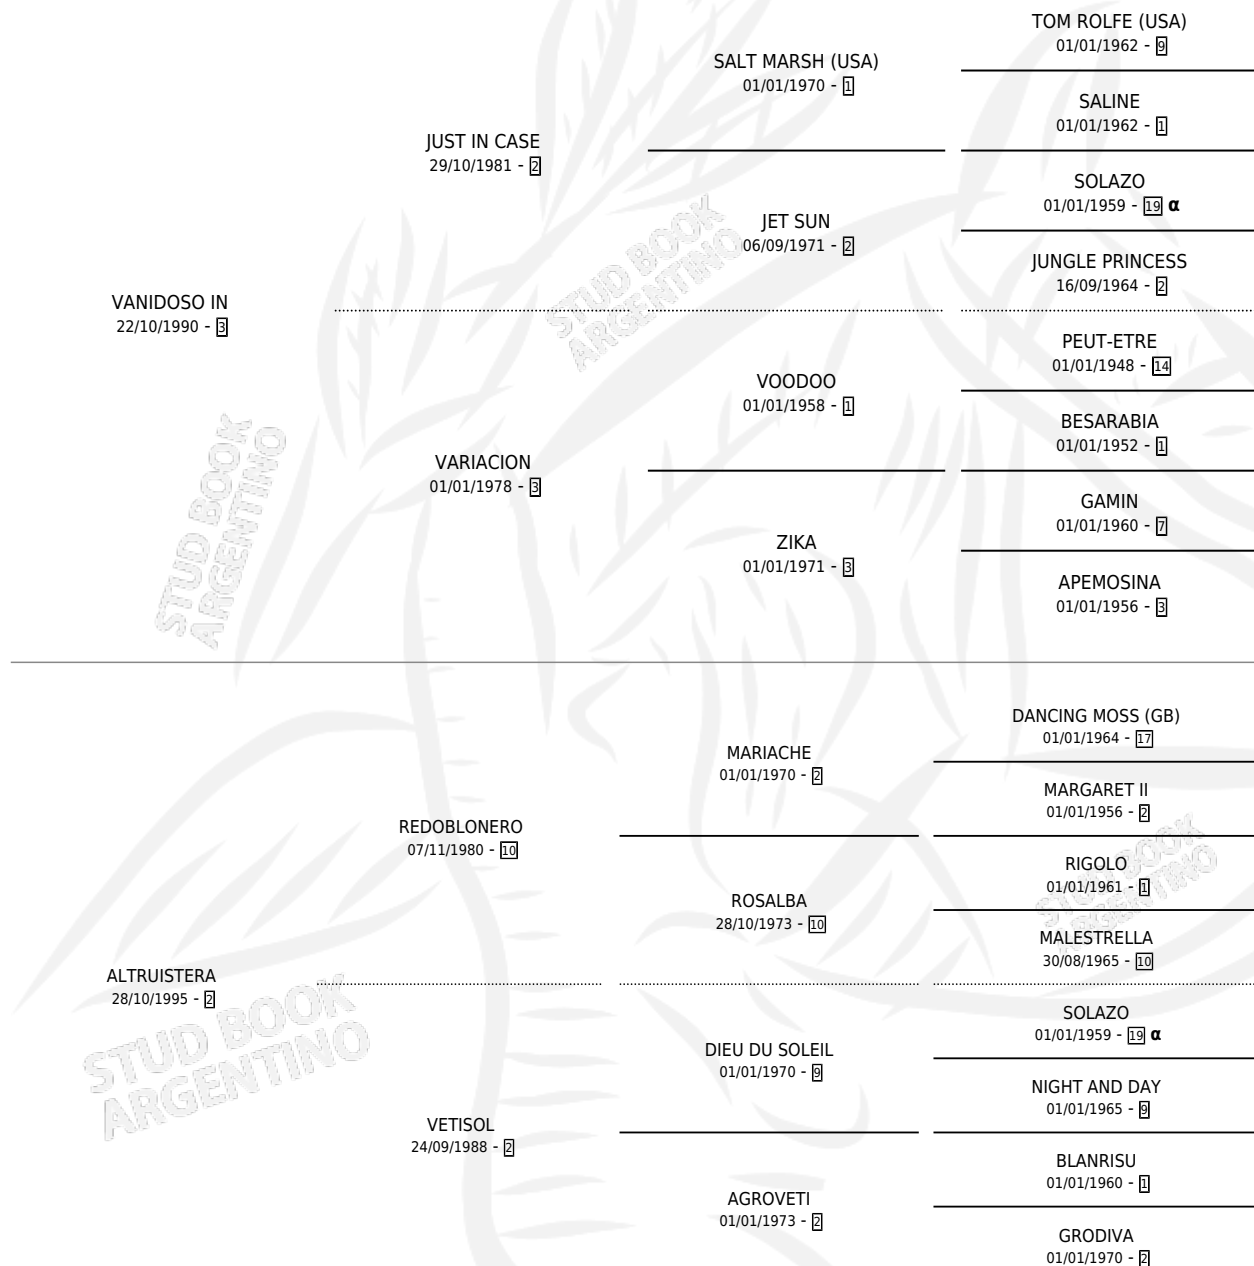 TOM ROLFE (USA)
01/01/1962 - 9
SALT MARSH (USA)
01/01/1970 - 1
SALINE
01/01/1962 - 1
JUST IN CASE
29/10/1981 - 2
SOLAZO
01/01/1959 - 19 α
JET SUN
06/09/1971 - 2
JUNGLE PRINCESS
16/09/1964 - 2
VANIDOSO IN
22/10/1990 - 3
STUD BOOK
ARGENTINO
PEUT-ETRE
01/01/1948 - 14
VOODOO
01/01/1958 - 1
BESARABIA
01/01/1952 - 1
VARIACION
01/01/1978 - 3
GAMIN
01/01/1960 - 7
ZIKA
01/01/1971 - 3
APEMOSINA
01/01/1956 - 3
STUD BOOK
ARGENTINO
DANCING MOSS (GB)
01/01/1964 - 17
MARIACHE
01/01/1970 - 2
MARGARET II
01/01/1956 - 2
REDOBLONERO
07/11/1980 - 10
RIGOLO
01/01/1961 - 1
ROSALBA
28/10/1973 - 10
MALESTRELLA
30/08/1965 - 10
STUD BOOK
ARGENTINO
ALTRUISTERA
28/10/1995 - 2
SOLAZO
01/01/1959 - 19 α
DIEU DU SOLEIL
01/01/1970 - 9
NIGHT AND DAY
01/01/1965 - 9
VETISOL
24/09/1988 - 2
BLANRISU
01/01/1960 - 1
AGROVETI
01/01/1973 - 2
GRODIVA
01/01/1970 - 2
STUD BOOK
ARGENTINO